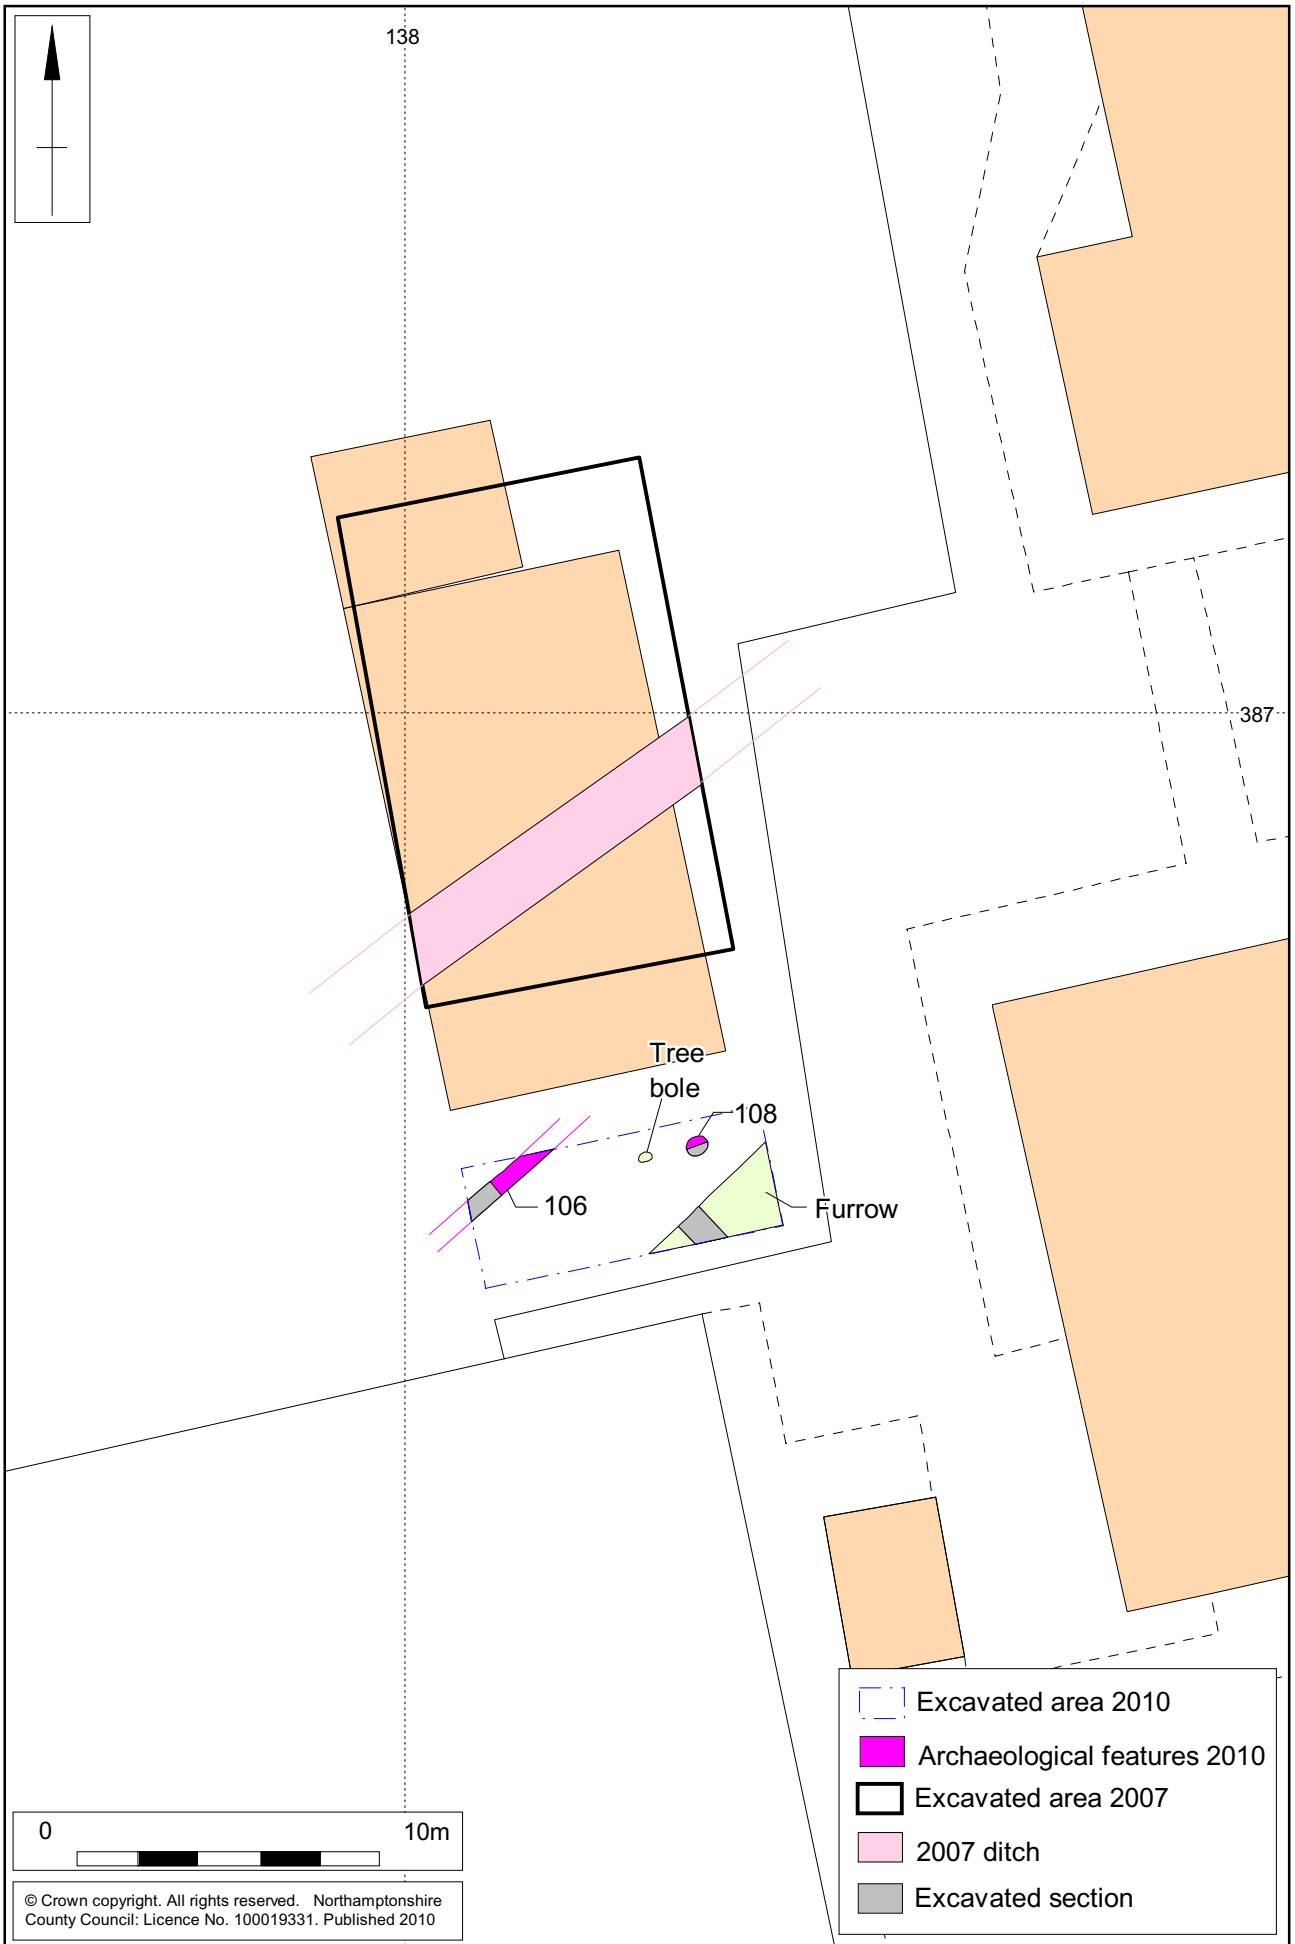 138
387
Tree
bole
108
106
Furrow
Excavated area 2010
Archaeological features 2010
Excavated area 2007
2007 ditch
Excavated section
0 10m
© Crown copyright. All rights reserved. Northamptonshire
County Council: Licence No. 100019331. Published 2010